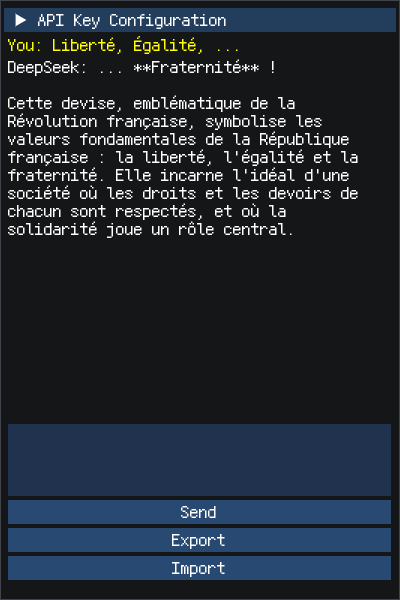 ▶ API Key Configuration
You: Liberté, Égalité, ...
DeepSeek: ... **Fraternité** !
Cette devise, emblématique de la
Révolution française, symbolise les
valeurs fondamentales de la République
française : la liberté, l'égalité et la
fraternité. Elle incarne l'idéal d'une
société où les droits et les devoirs de
chacun sont respectés, et où la
solidarité joue un rôle central.
Send
Export
Import